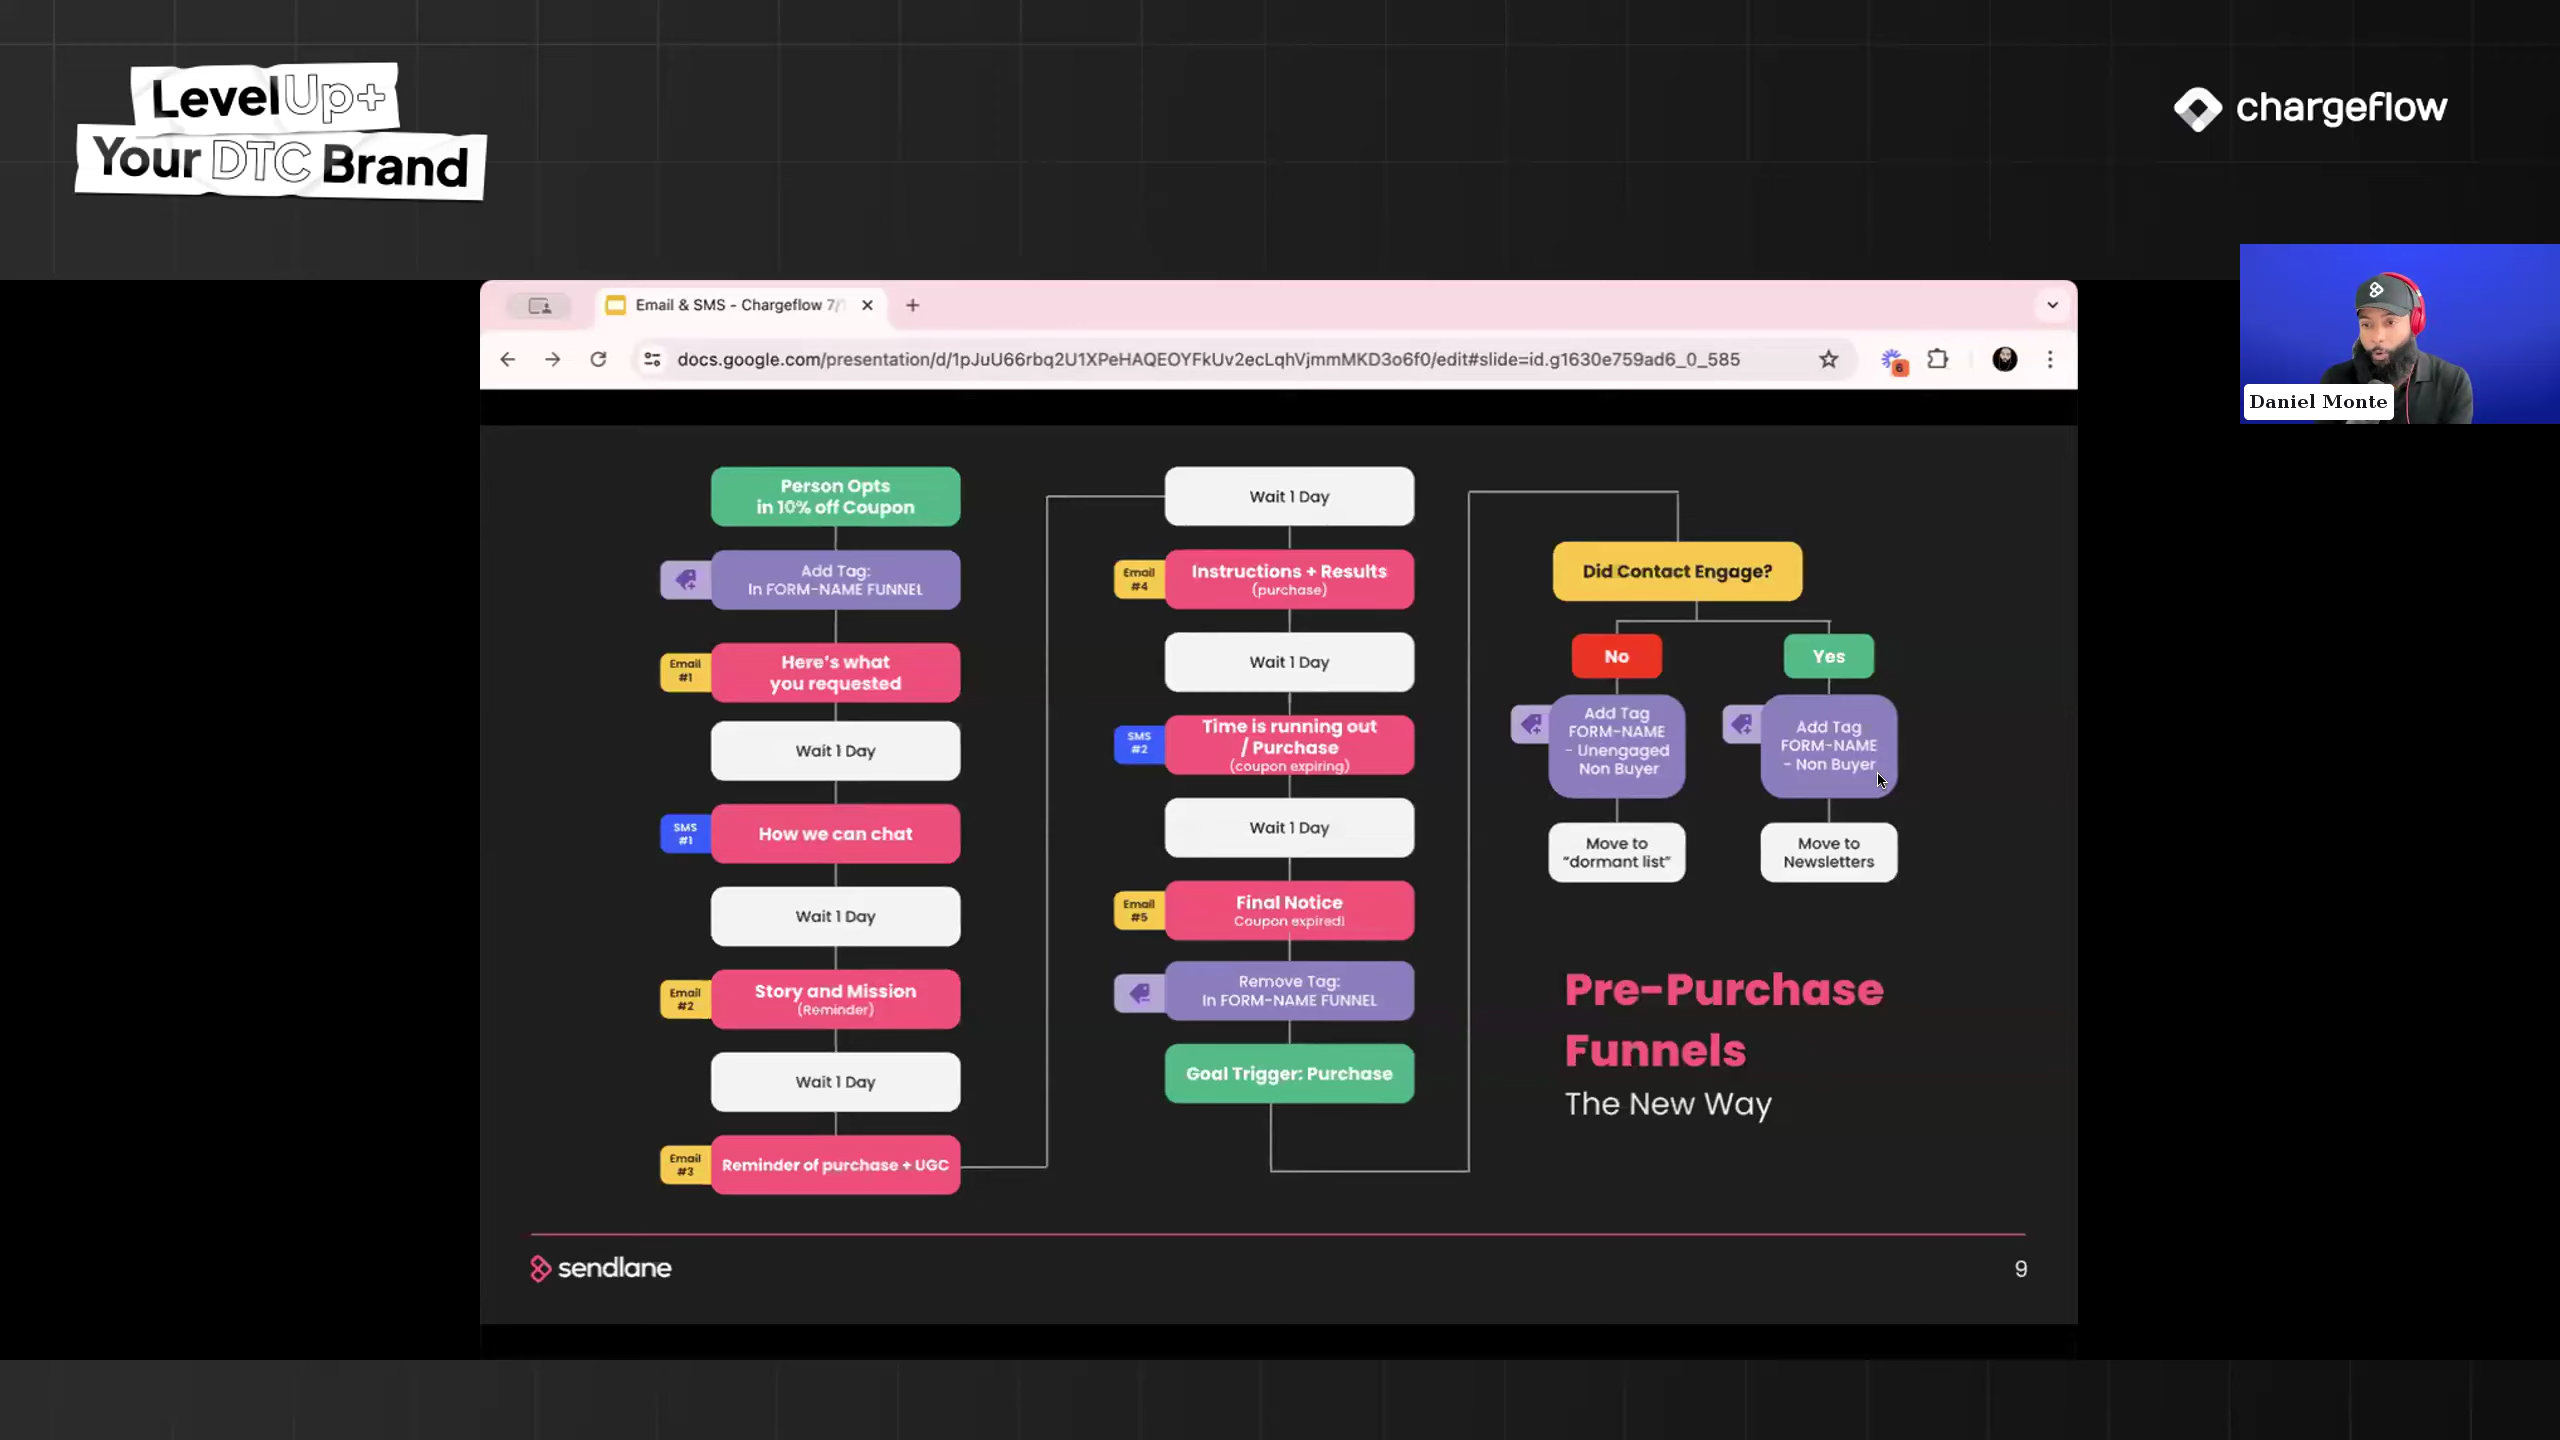 LevelUp+
Your DTC Brand
chargeflow
Email & SMS - Chargeflow 7/
docs.google.com/presentation/d/1pJuU66rbq2U1XPeHAQEOYFkUv2ecLqhVjmmMKD3o6f0/edit#slide=id.g1630e759ad6_0_585
6
Daniel Monte
Person Opts
in 10% off Coupon
Add Tag:
In FORM-NAME FUNNEL
Email
#1
Here's what
you requested
Wait 1 Day
SMS
#1
How we can chat
Wait 1 Day
Email
#2
Story and Mission
(Reminder)
Wait 1 Day
Email
#3
Reminder of purchase + UGC
Wait 1 Day
Email
#4
Instructions + Results
(purchase)
Wait 1 Day
SMS
#2
Time is running out
/ Purchase
(coupon expiring)
Wait 1 Day
Email
#5
Final Notice
Coupon expired!
Remove Tag:
In FORM-NAME FUNNEL
Goal Trigger: Purchase
Did Contact Engage?
No
Add Tag
FORM-NAME
- Unengaged
Non Buyer
Move to
"dormant list"
Yes
Add Tag
FORM-NAME
- Non Buyer
Move to
Newsletters
Pre-Purchase
Funnels
The New Way
sendlane
9